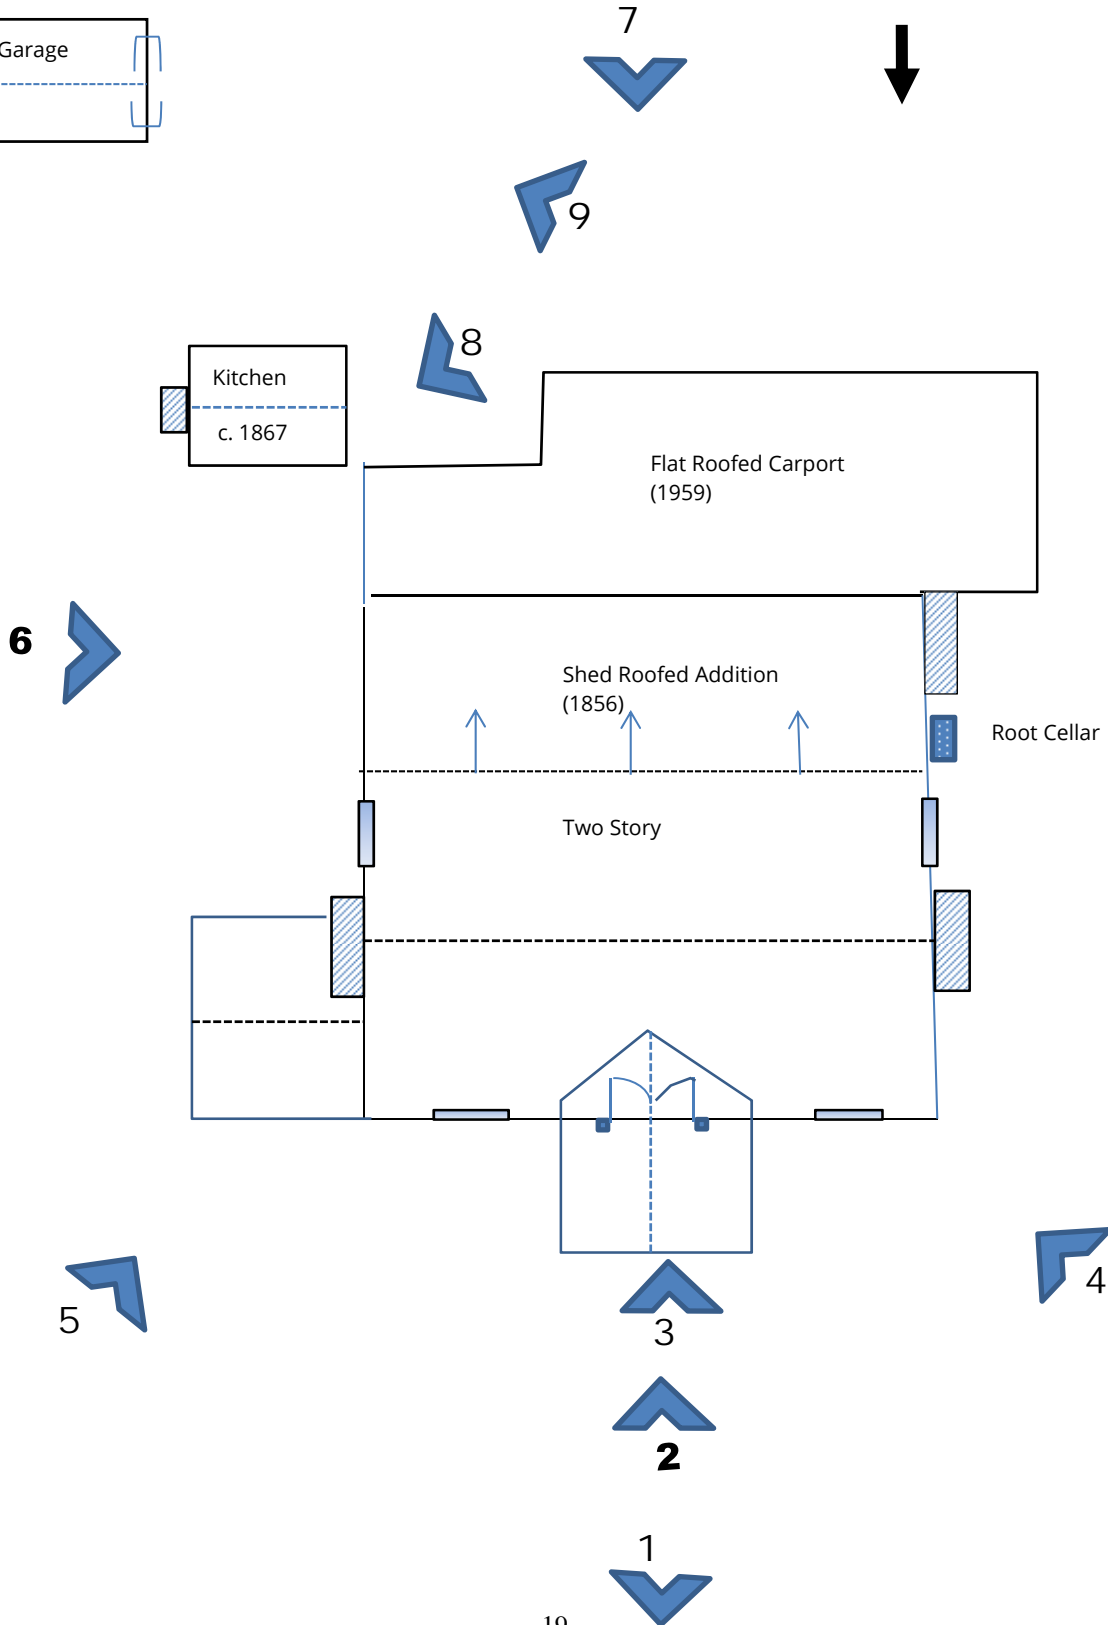 7
Garage
9
8
Kitchen
c. 1867
Flat Roofed Carport
(1959)
6
Shed Roofed Addition
(1856)
Root Cellar
Two Story
4
5
3
2
1
19